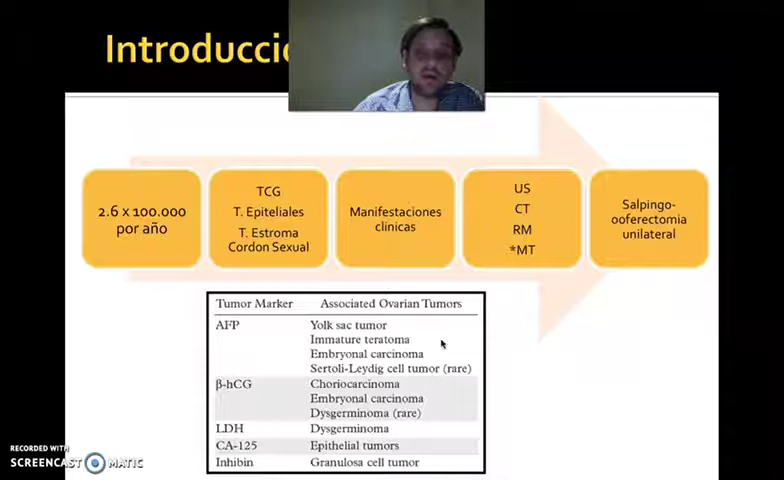 Introducci
2.6 x 100.000
por año
TCG
T. Epiteliales
T. Estroma
Cordon Sexual
Manifestaciones
clinicas
US
CT
RM
*MT
Salpingo-
ooferectomia
unilateral
Tumor Marker Associated Ovarian Tumors
AFP Yolk sac tumor
Immature teratoma
Embryonal carcinoma
Sertoli-Leydig cell tumor (rare)
β-hCG Choriocarcinoma
Embryonal carcinoma
Dysgerminoma (rare)
LDH Dysgerminoma
CA-125 Epithelial tumors
Inhibin Granulosa cell tumor
RECORDED WITH
SCREENCAST MATIC